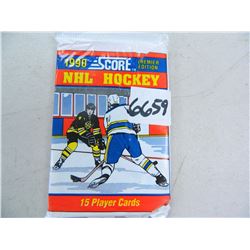 1990 SCORE PREMIER EDITION
NHL HOCKEY
6659
15 Player Cards